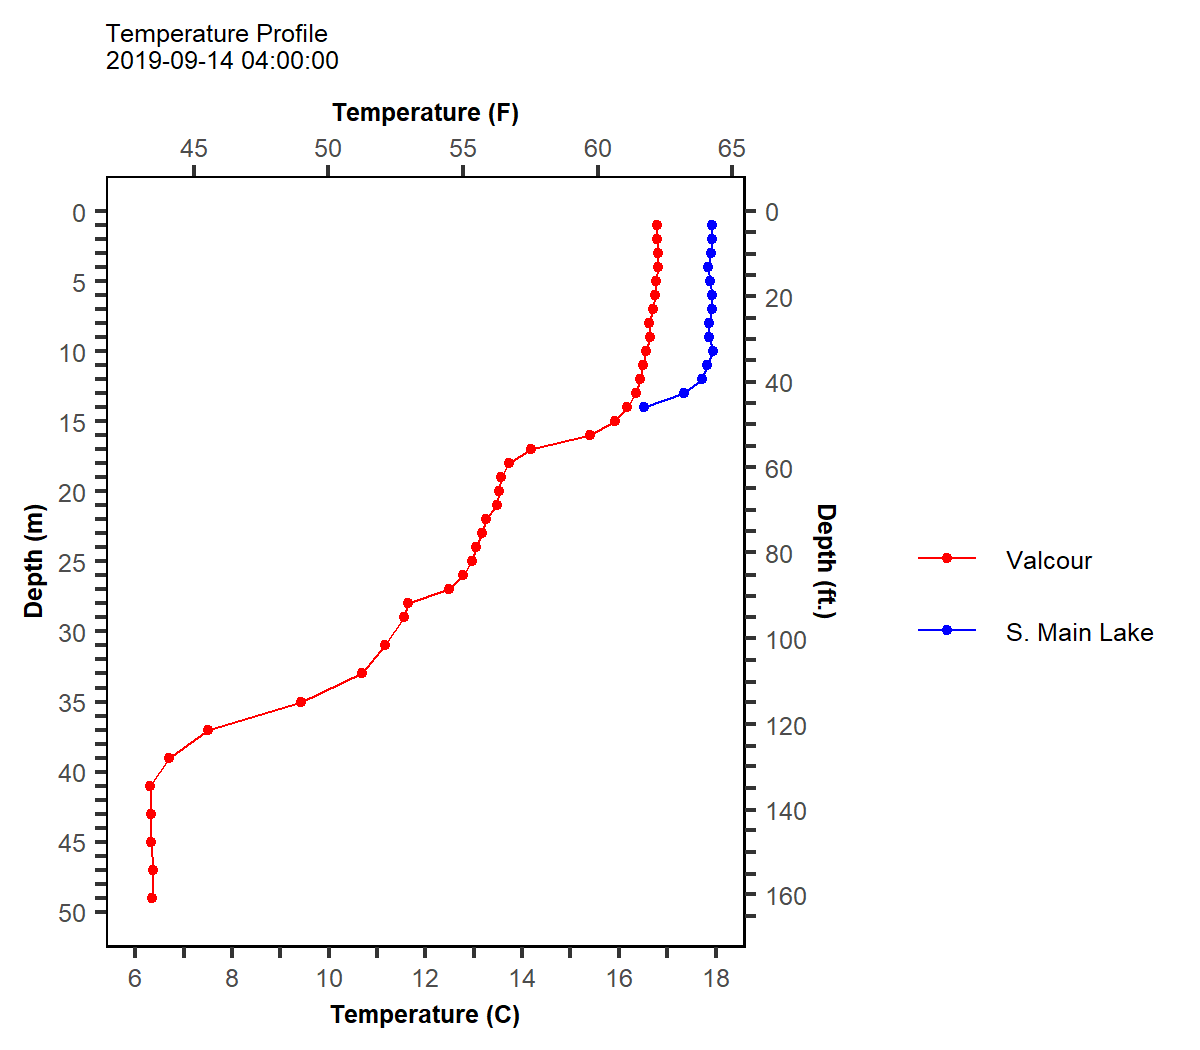 Temperature Profile
2019-09-14 04:00:00
Temperature (F)
45 50 55 60 65
0 0
5
20
10
40
15
60
20
80
25
100
30
35
120
40
140
45
160
50
Depth (m)
Depth (ft.)
Valcour
S. Main Lake
6 8 10 12 14 16 18
Temperature (C)